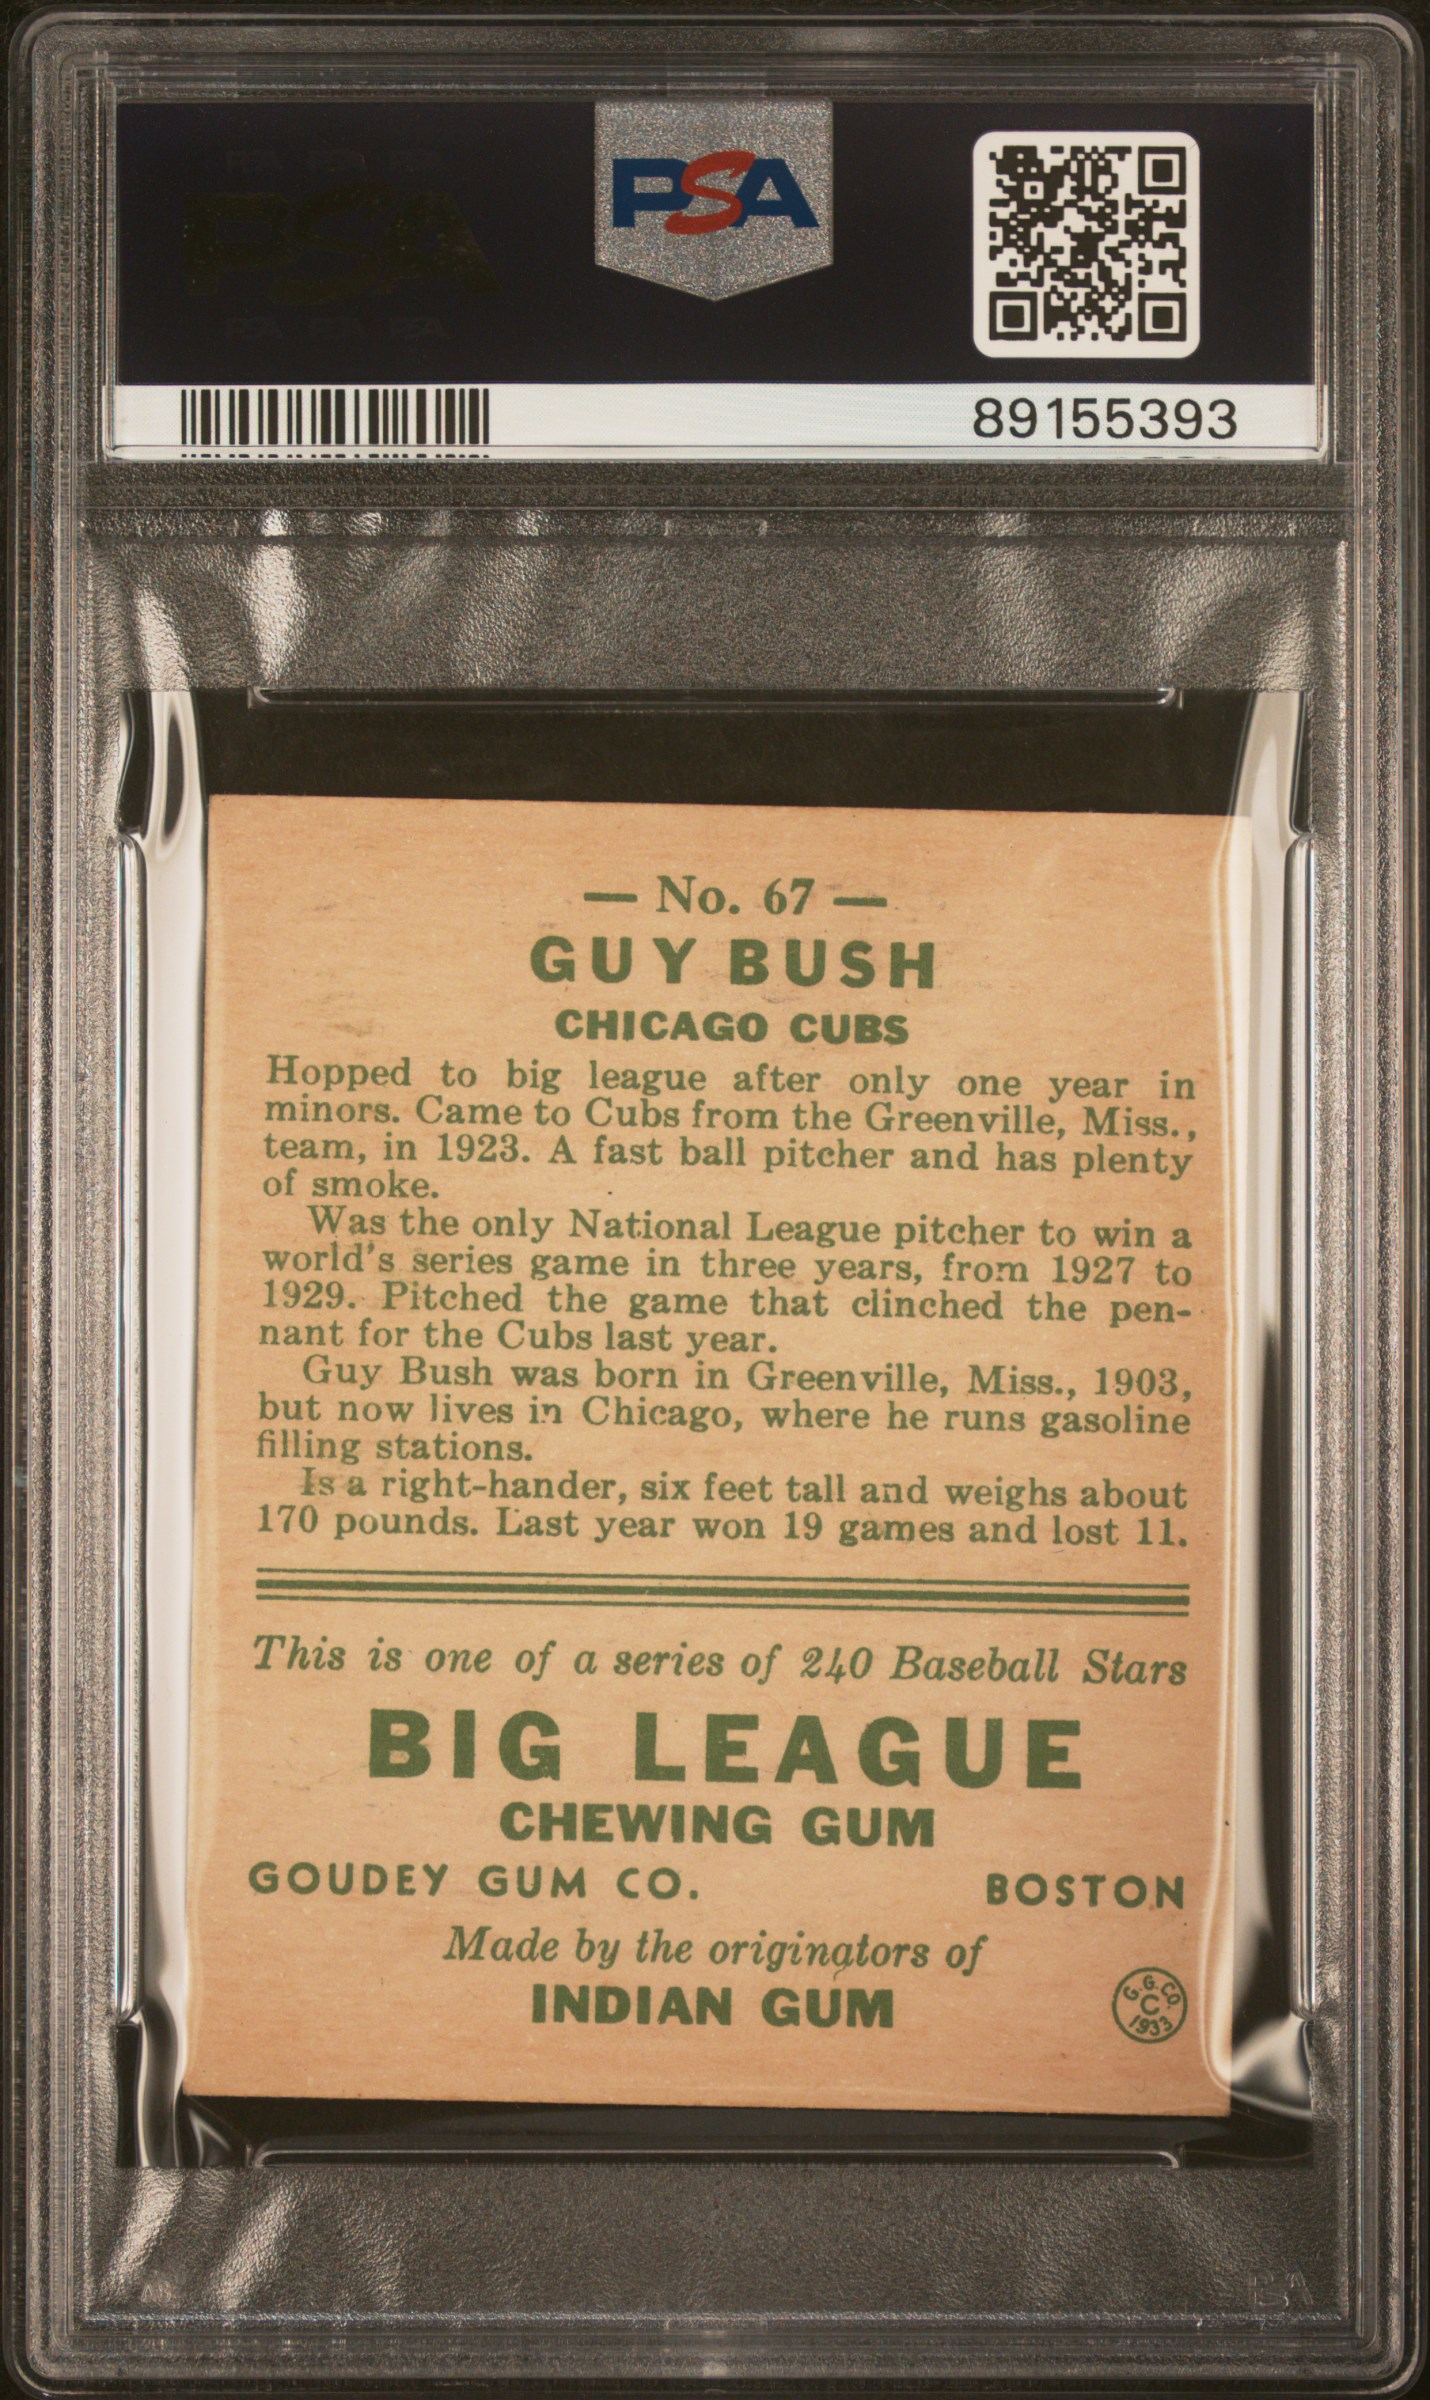 PSA
89155393
— No. 67 —
GUY BUSH
CHICAGO CUBS
Hopped to big league after only one year in
minors. Came to Cubs from the Greenville, Miss.,
team, in 1923. A fast ball pitcher and has plenty
of smoke.
Was the only National League pitcher to win a
world's series game in three years, from 1927 to
1929. Pitched the game that clinched the pen-
nant for the Cubs last year.
Guy Bush was born in Greenville, Miss., 1903,
but now lives in Chicago, where he runs gasoline
filling stations.
Is a right-hander, six feet tall and weighs about
170 pounds. Last year won 19 games and lost 11.
This is one of a series of 240 Baseball Stars
BIG LEAGUE
CHEWING GUM
GOUDEY GUM CO. BOSTON
Made by the originators of
INDIAN GUM
G. G. CO.
C
1933